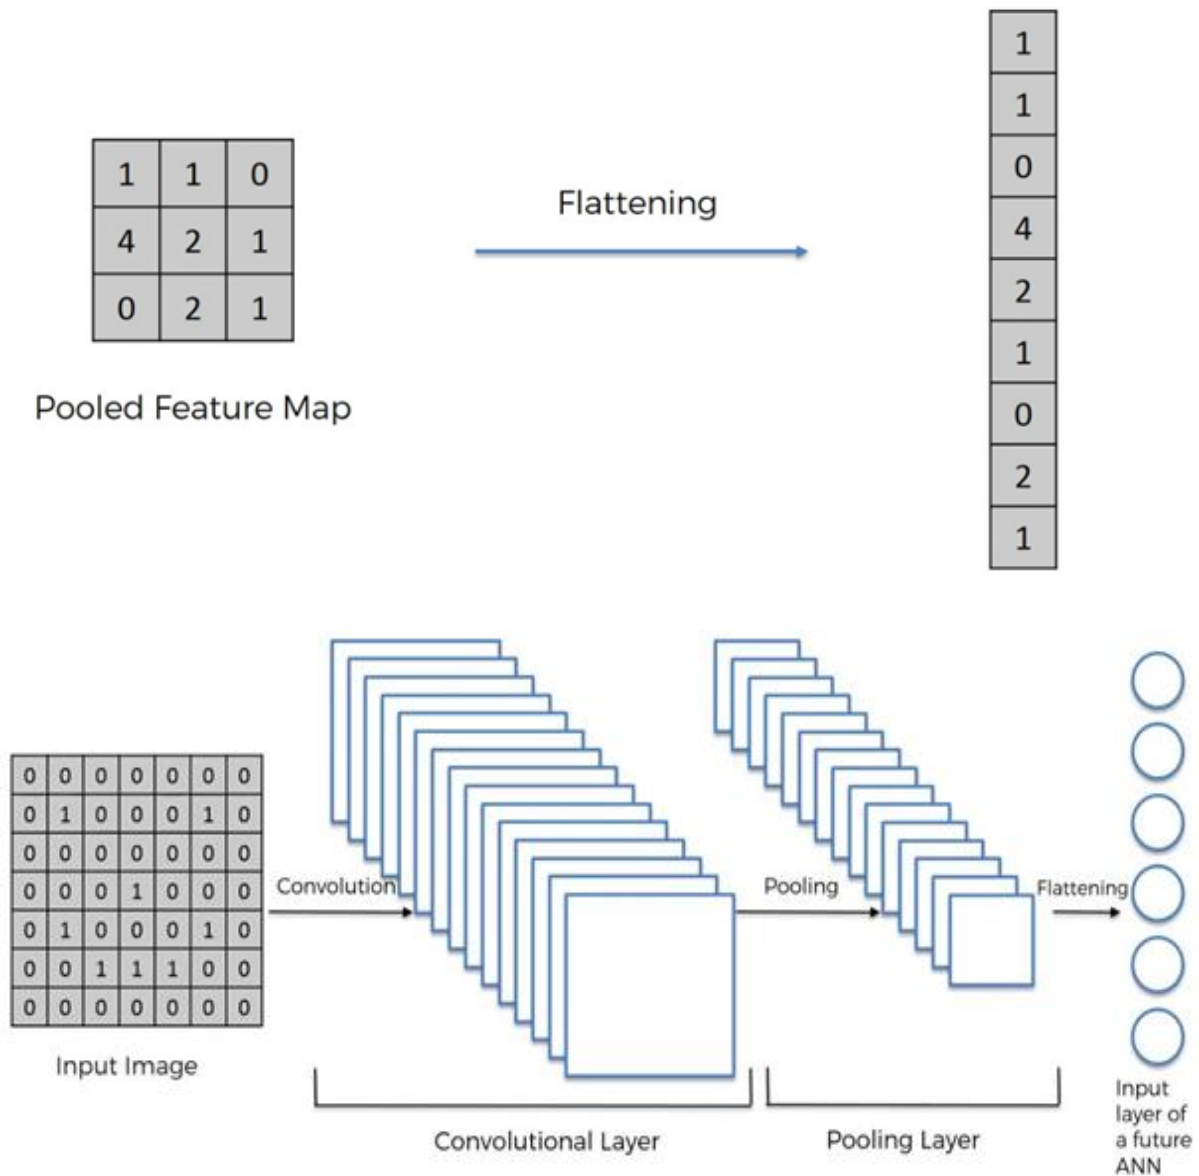 1 1 0
4 2 1
0 2 1
Pooled Feature Map
Flattening
1
1
0
4
2
1
0
2
1
0 0 0 0 0 0 0
0 1 0 0 0 1 0
0 0 0 0 0 0 0
0 0 0 1 0 0 0
0 1 0 0 0 1 0
0 0 1 1 1 0 0
0 0 0 0 0 0 0
Input Image
Convolution
Pooling
Flattening
Convolutional Layer
Pooling Layer
Input
layer of
a future
ANN